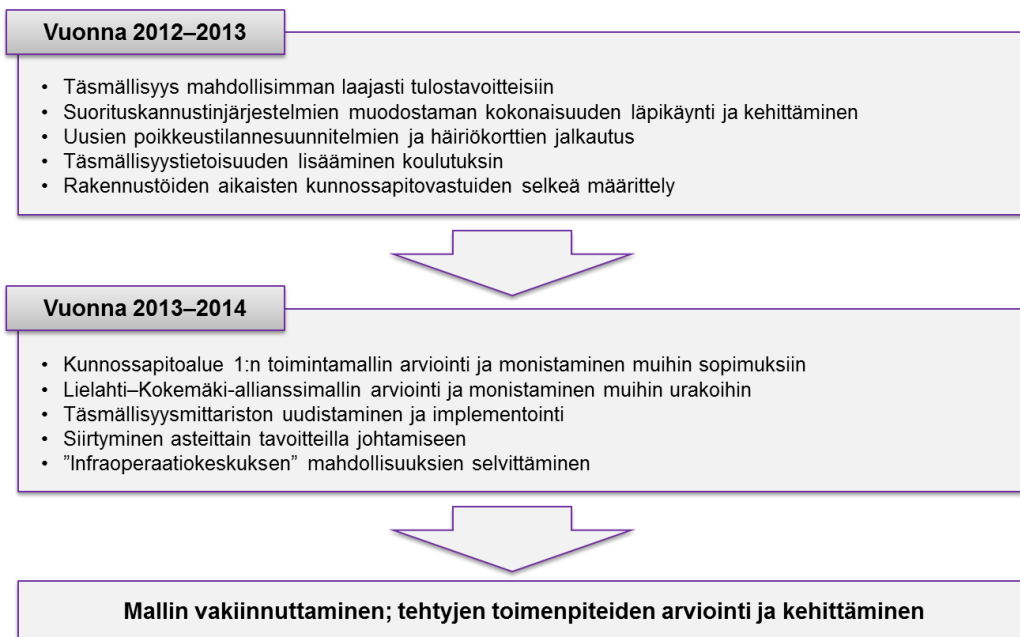 Vuonna 2012–2013
• Täsmällisyys mahdollisimman laajasti tulostavoitteisiin
• Suorituskannustinjärjestelmien muodostaman kokonaisuuden läpikäynti ja kehittäminen
• Uusien poikkeustilannesuunnitelmien ja häiriökorttien jalkautus
• Täsmällisyystietoisuuden lisääminen koulutuksin
• Rakennustöiden aikaisten kunnossapitovastuiden selkeä määrittely
Vuonna 2013–2014
• Kunnossapitoalue 1:n toimintamallin arviointi ja monistaminen muihin sopimuksiin
• Lielahti–Kokemäki-allianssimallin arviointi ja monistaminen muihin urakoihin
• Täsmällisyysmittariston uudistaminen ja implementointi
• Siirtyminen asteittain tavoitteilla johtamiseen
• ”Infraoperaatiokeskuksen” mahdollisuuksien selvittäminen
Mallin vakiinnuttaminen; tehtyjen toimenpiteiden arviointi ja kehittäminen